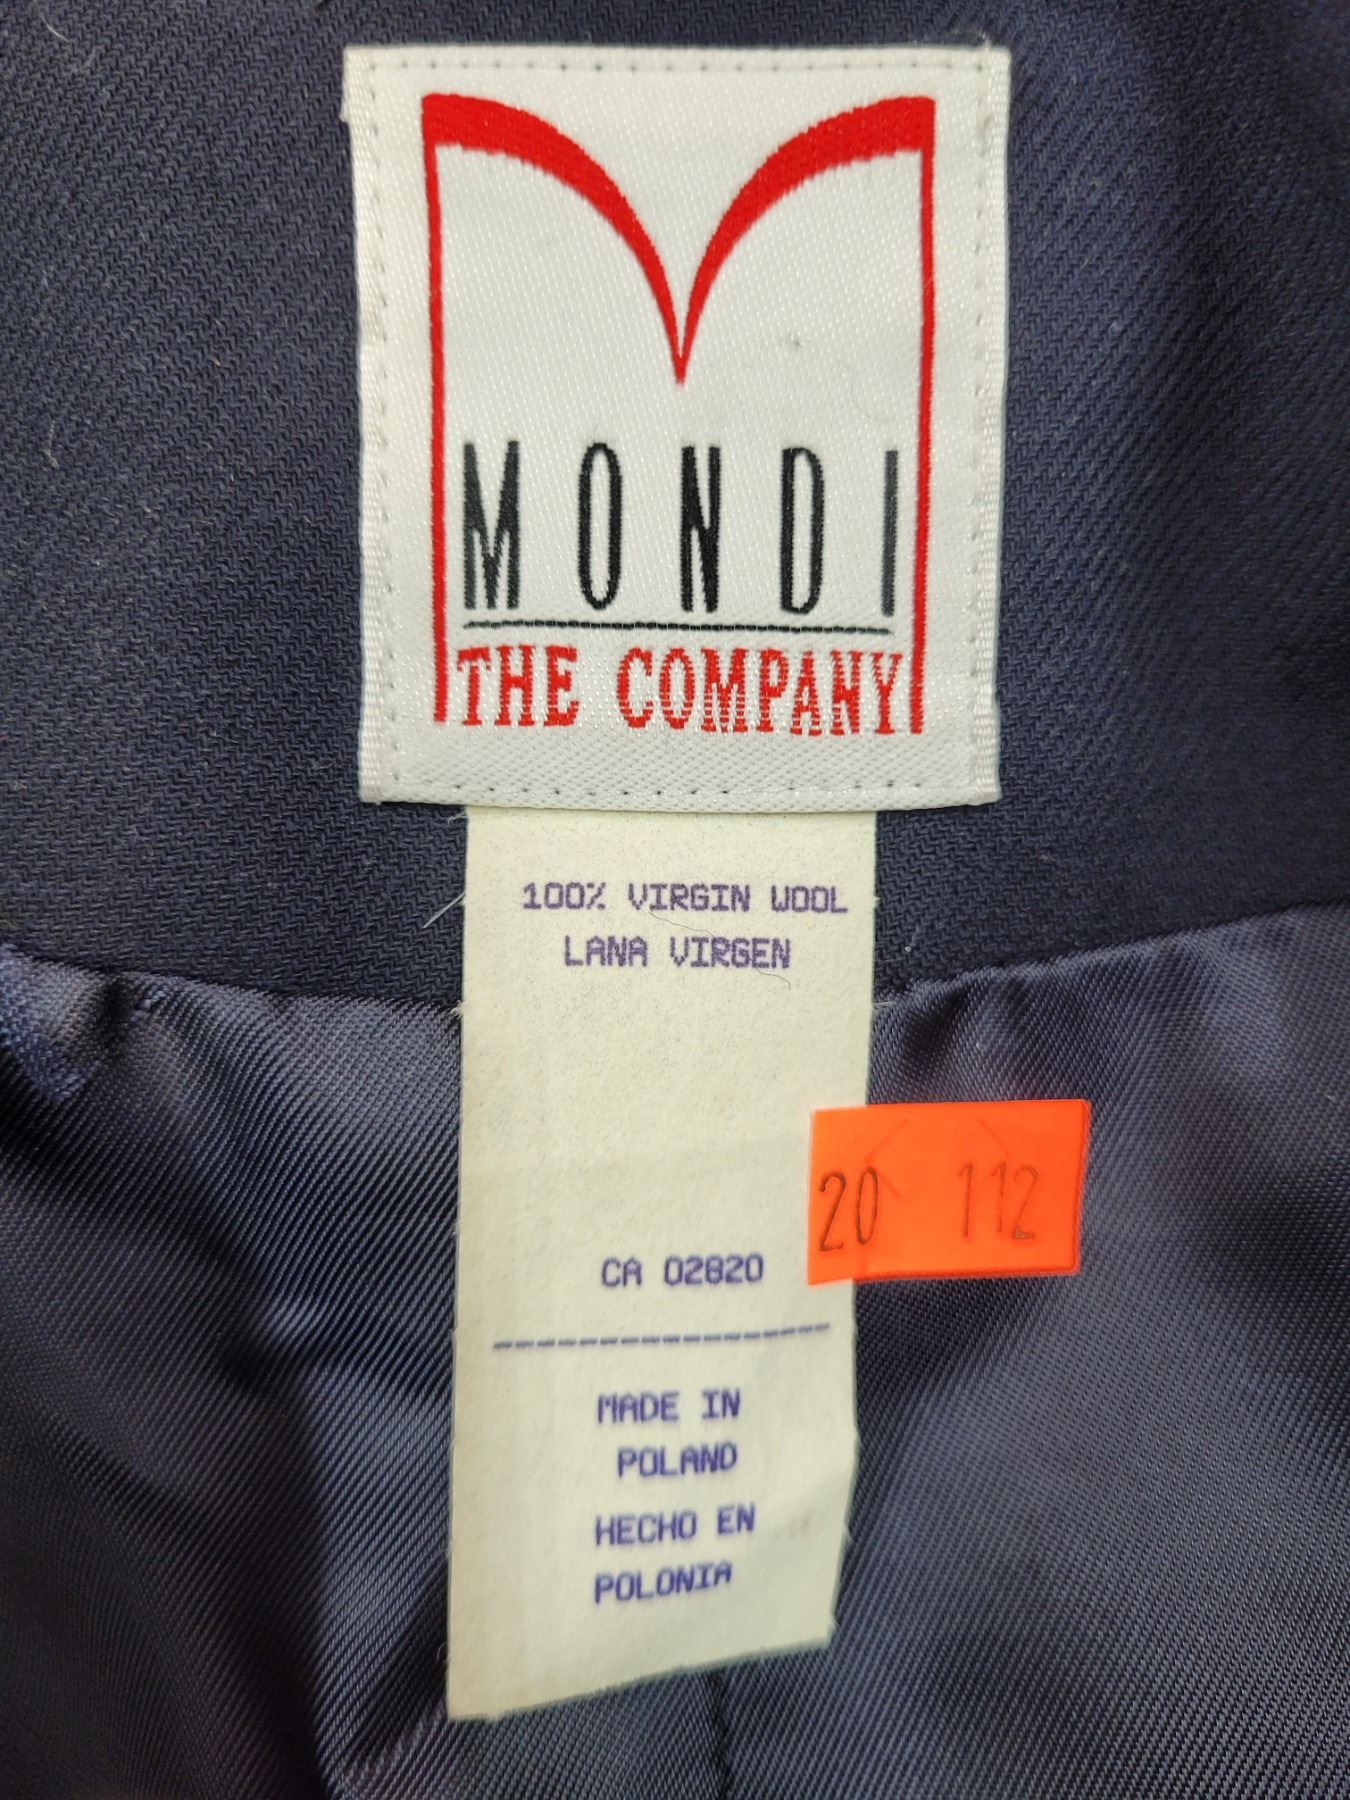 MONDI
THE COMPANY
100% VIRGIN WOOL
LANA VIRGEN
20 112
CA 02820
MADE IN
POLAND
HECHO EN
POLONIA